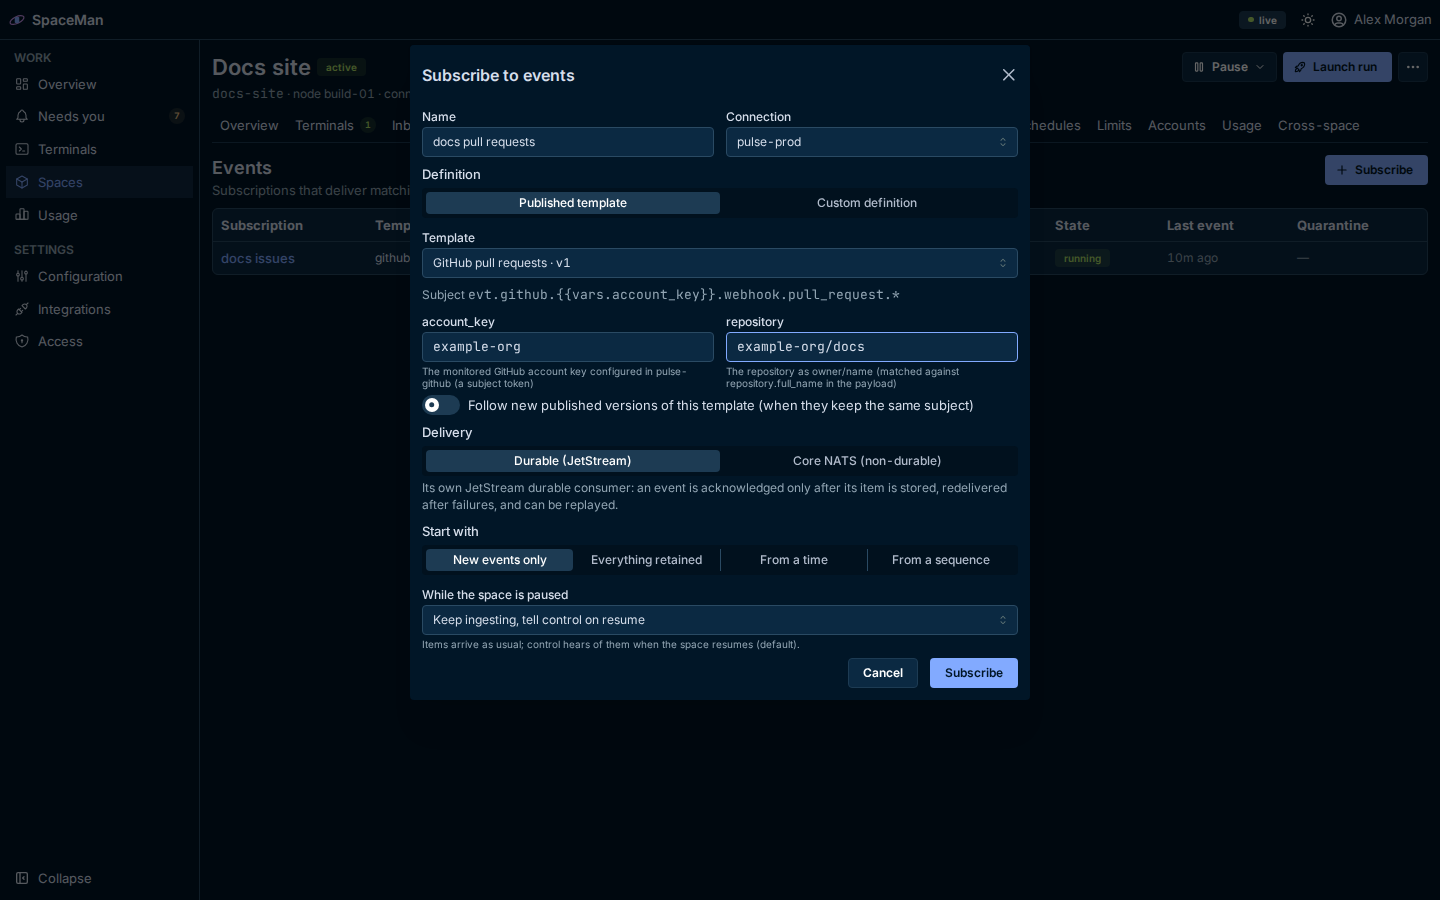 SpaceMan
live
Alex Morgan
WORK
Overview
Needs you
7
Terminals
Spaces
Usage
SETTINGS
Configuration
Integrations
Access
Collapse
Docs site
active
docs-site · node build-01 · conn
Pause
Launch run
Overview
Terminals
1
Inb
hedules
Limits
Accounts
Usage
Cross-space
Events
Subscriptions that deliver matchi
Subscribe
Subscription
Temp
State
Last event
Quarantine
docs issues
github
running
10m ago
—
Subscribe to events
Name
Connection
docs pull requests
pulse-prod
Definition
Published template
Custom definition
Template
GitHub pull requests · v1
Subject evt.github.{{vars.account_key}}.webhook.pull_request.*
account_key
repository
example-org
example-org/docs
The monitored GitHub account key configured in pulse-
github (a subject token)
The repository as owner/name (matched against
repository.full_name in the payload)
Follow new published versions of this template (when they keep the same subject)
Delivery
Durable (JetStream)
Core NATS (non-durable)
Its own JetStream durable consumer: an event is acknowledged only after its item is stored, redelivered
after failures, and can be replayed.
Start with
New events only
Everything retained
From a time
From a sequence
While the space is paused
Keep ingesting, tell control on resume
Items arrive as usual; control hears of them when the space resumes (default).
Cancel
Subscribe